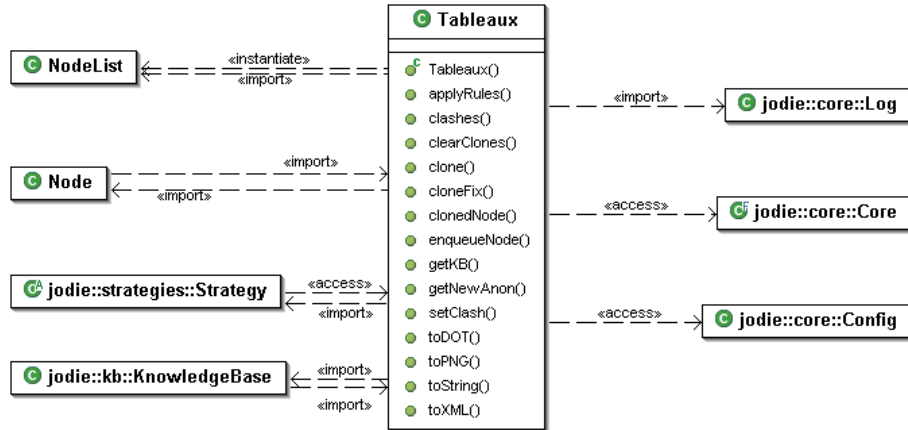 Tableaux
Tableaux()
applyRules()
clashes()
clearClones()
clone()
cloneFix()
clonedNode()
enqueueNode()
getKB()
getNewAnon()
setClash()
toDOT()
toPNG()
toString()
toXML()
NodeList
«instantiate»
«import»
Node
«import»
«import»
jodie::strategies::Strategy
«access»
«import»
jodie::kb::KnowledgeBase
«import»
«import»
«import»
jodie::core::Log
«access»
jodie::core::Core
«access»
jodie::core::Config